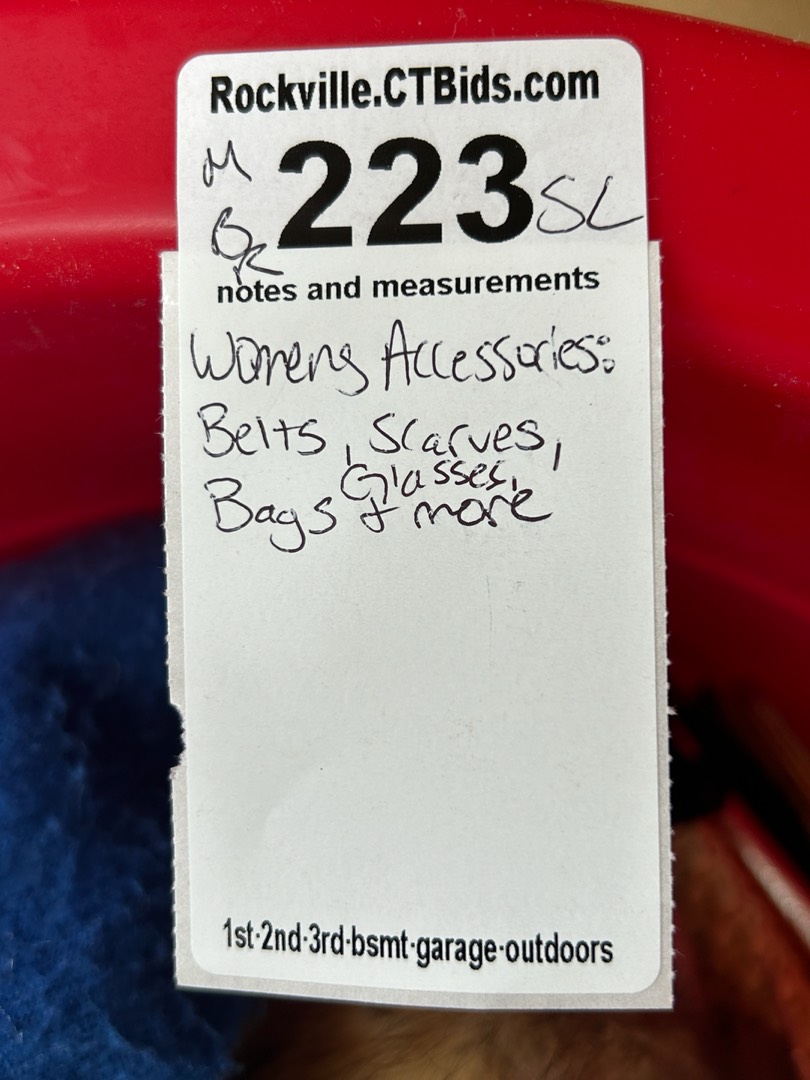 Rockville.CTBids.com
M
BR
223 SL
notes and measurements
Womens Accessories:
Belts, Scarves,
Glasses,
Bags + more
1st·2nd·3rd·bsmt·garage·outdoors